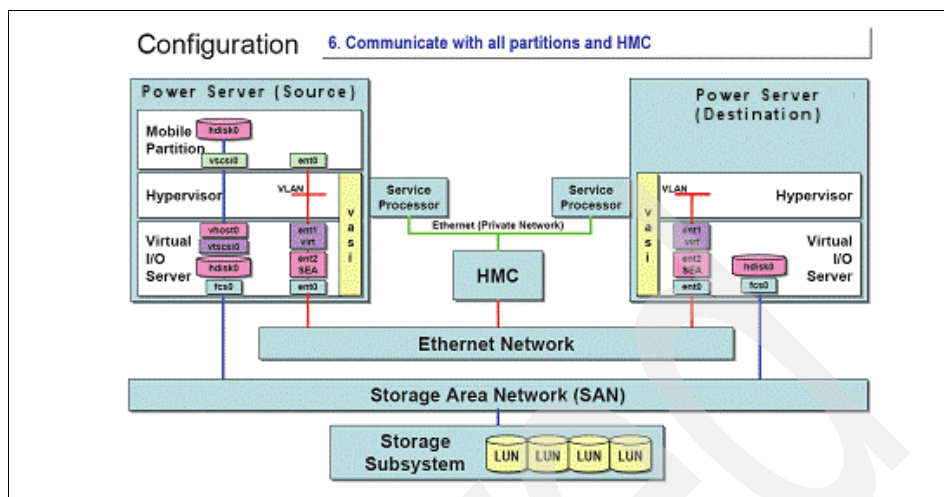 Configuration
6. Communicate with all partitions and HMC
Power Server (Source)
Mobile
Partition
hdisk0
vscsi0
ent0
Hypervisor
VLAN
Virtual
I/O
Server
vhost0
vtscsi0
hdisk0
fcs0
ent1
virt
ent2
SEA
ent0
v
a
s
i
Service
Processor
Service
Processor
Ethernet (Private Network)
HMC
Power Server
(Destination)
VLAN
Hypervisor
v
a
s
i
ent1
virt
ent2
SEA
ent0
hdisk0
fcs0
Virtual
I/O
Server
Ethernet Network
Storage Area Network (SAN)
Storage
Subsystem
LUN
LUN
LUN
LUN